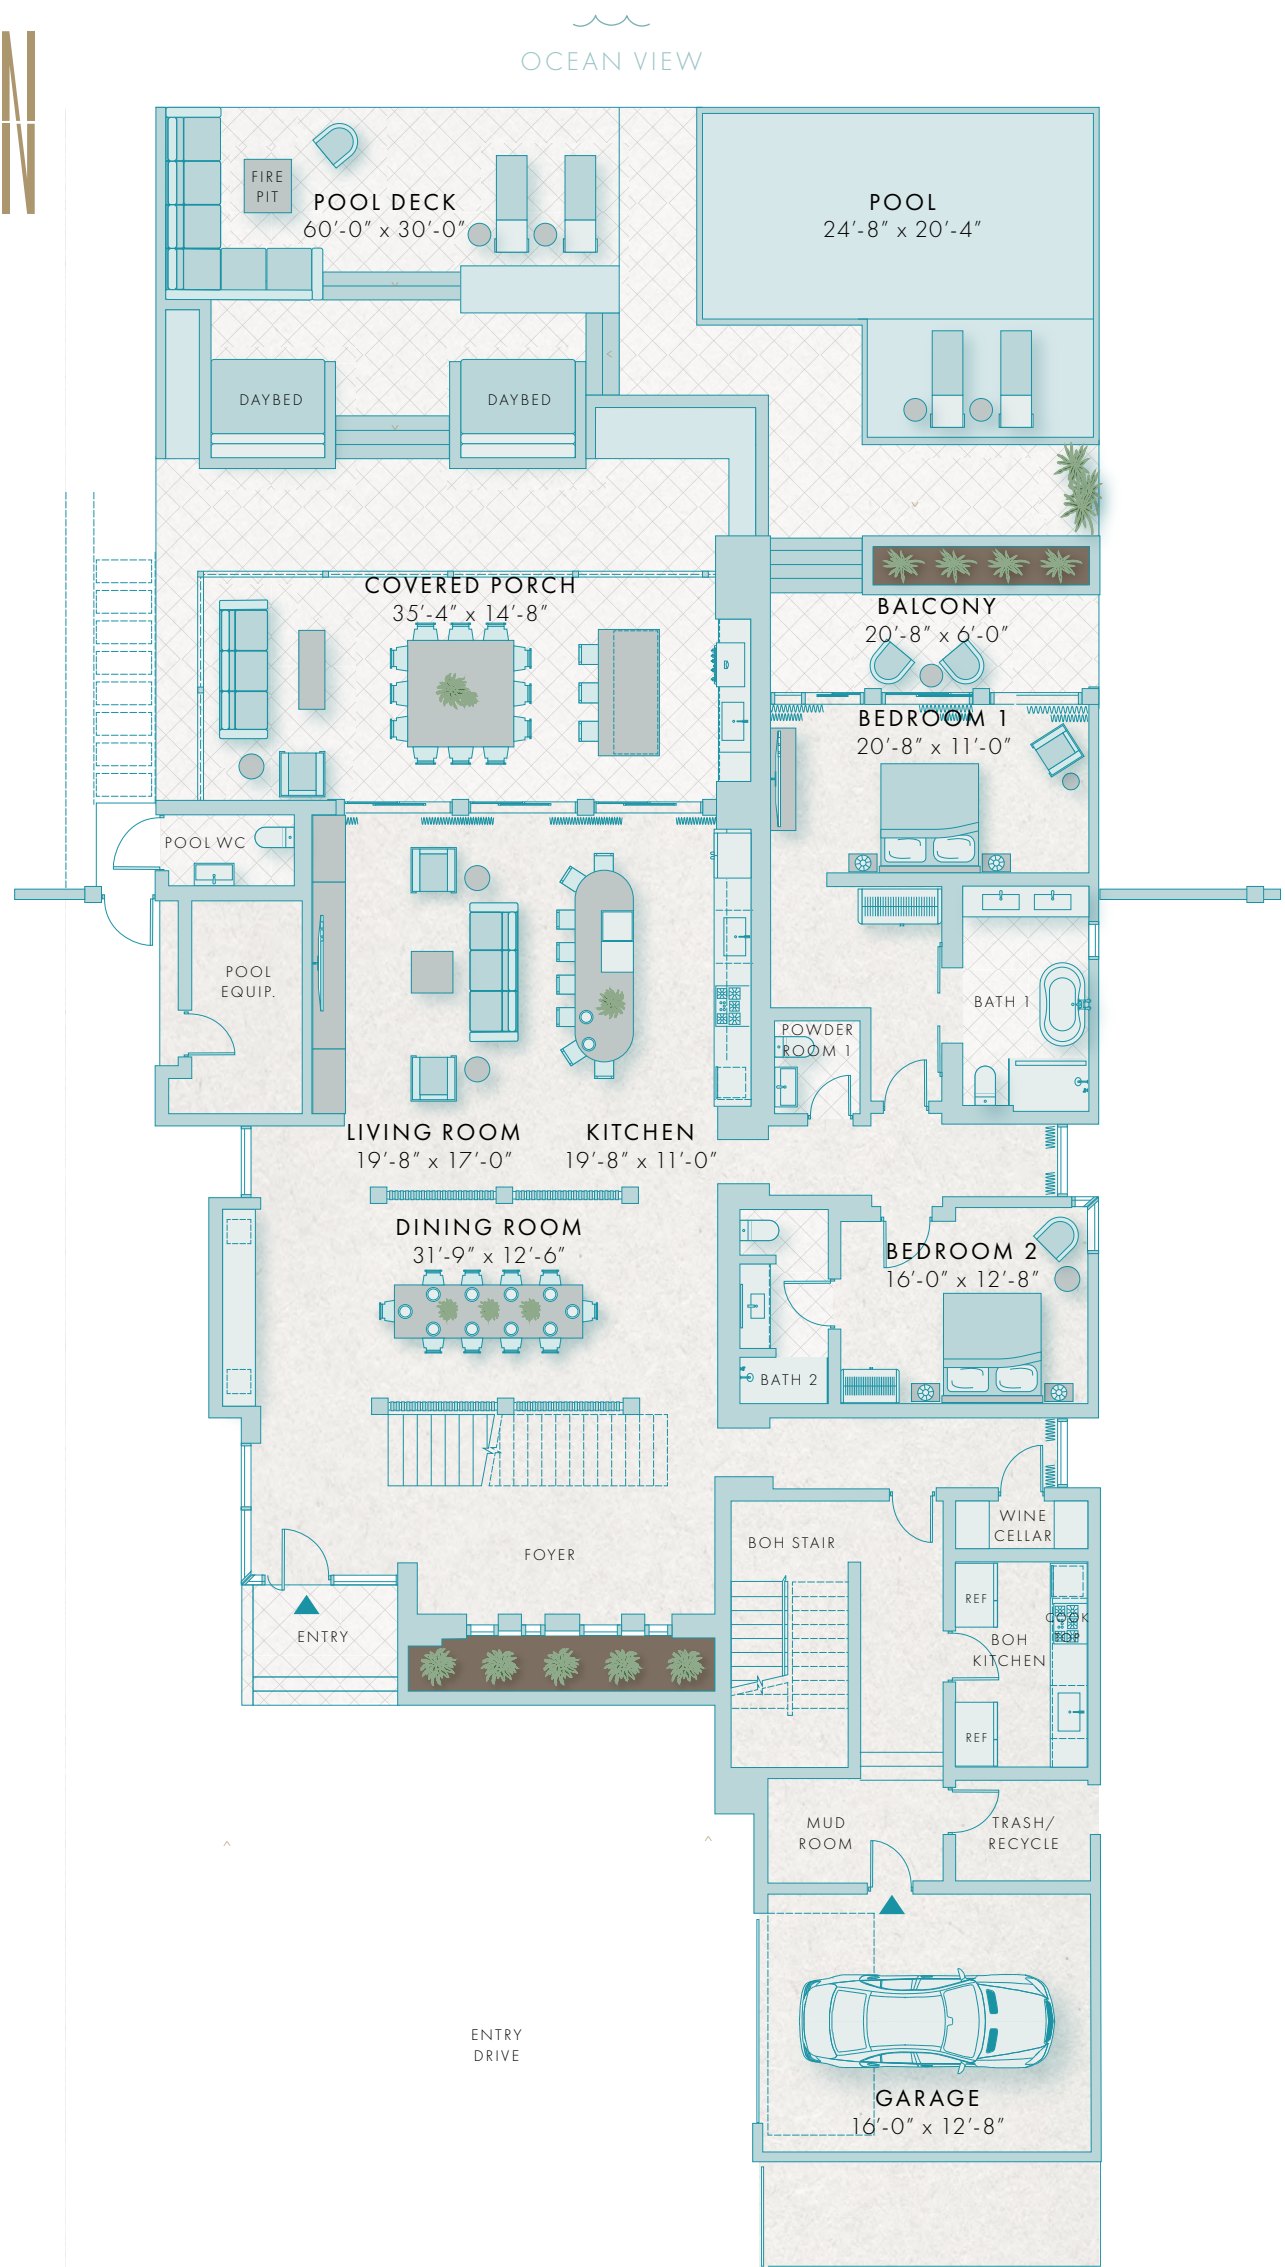 N
OCEAN VIEW
FIRE
PIT
POOL DECK
60'-0" x 30'-0"
POOL
24'-8" x 20'-4"
DAYBED
DAYBED
COVERED PORCH
35'-4" x 14'-8"
BALCONY
20'-8" x 6'-0"
BEDROOM 1
20'-8" x 11'-0"
POOL WC
POOL
EQUIP.
BATH 1
POWDER
ROOM 1
LIVING ROOM
19'-8" x 17'-0"
KITCHEN
19'-8" x 11'-0"
DINING ROOM
31'-9" x 12'-6"
BEDROOM 2
16'-0" x 12'-8"
BATH 2
WINE
CELLAR
BOH STAIR
FOYER
REF
COOK
TOP
BOH
KITCHEN
ENTRY
REF
MUD
ROOM
TRASH/
RECYCLE
ENTRY
DRIVE
GARAGE
16'-0" x 12'-8"